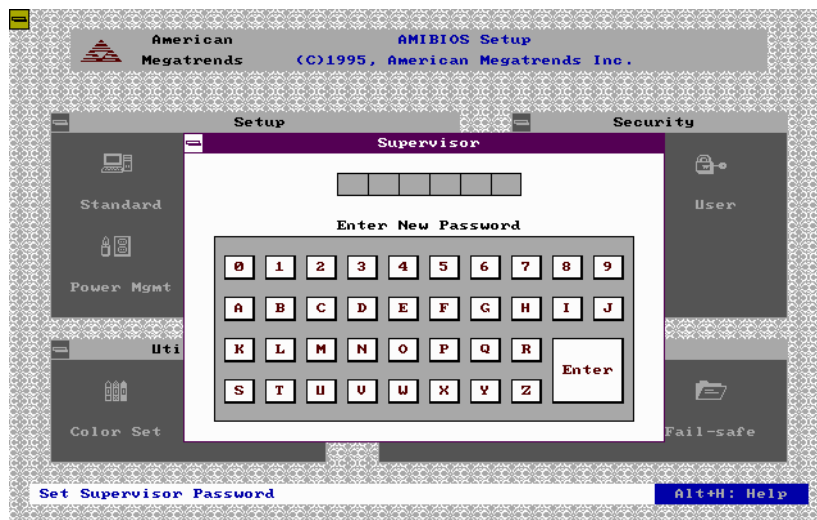 American AMIBIOS Setup
Megatrends (C)1995, American Megatrends Inc.
Setup Security
Supervisor
Standard User
Enter New Password
0 1 2 3 4 5 6 7 8 9
Power Mgmt
A B C D E F G H I J
Uti K L M N O P Q R
Enter
S T U V W X Y Z
Color Set Fail-safe
Set Supervisor Password Alt+H: Help